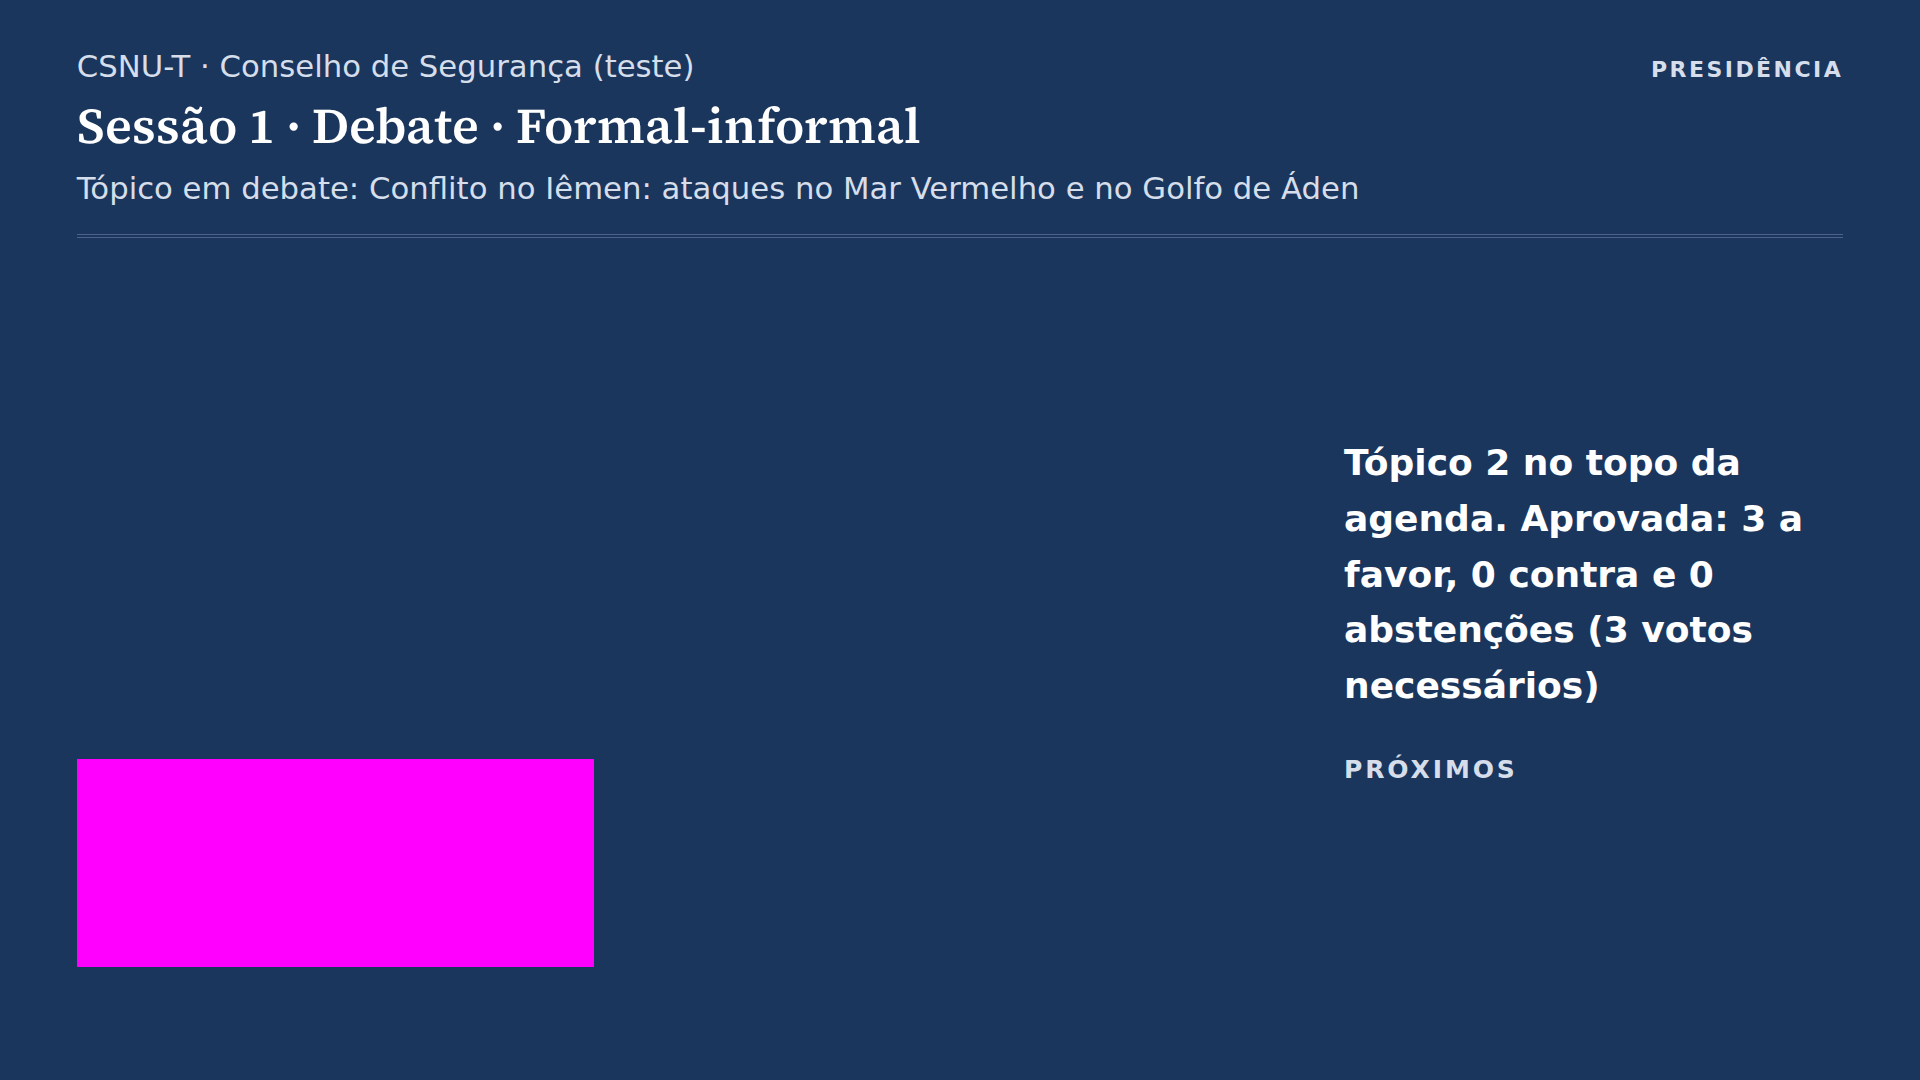 CSNU-T · Conselho de Segurança (teste)
PRESIDÊNCIA
Sessão 1 · Debate · Formal-informal
Tópico em debate: Conflito no Iêmen: ataques no Mar Vermelho e no Golfo de Áden
Tópico 2 no topo da
agenda. Aprovada: 3 a
favor, 0 contra e 0
abstenções (3 votos
necessários)
PRÓXIMOS